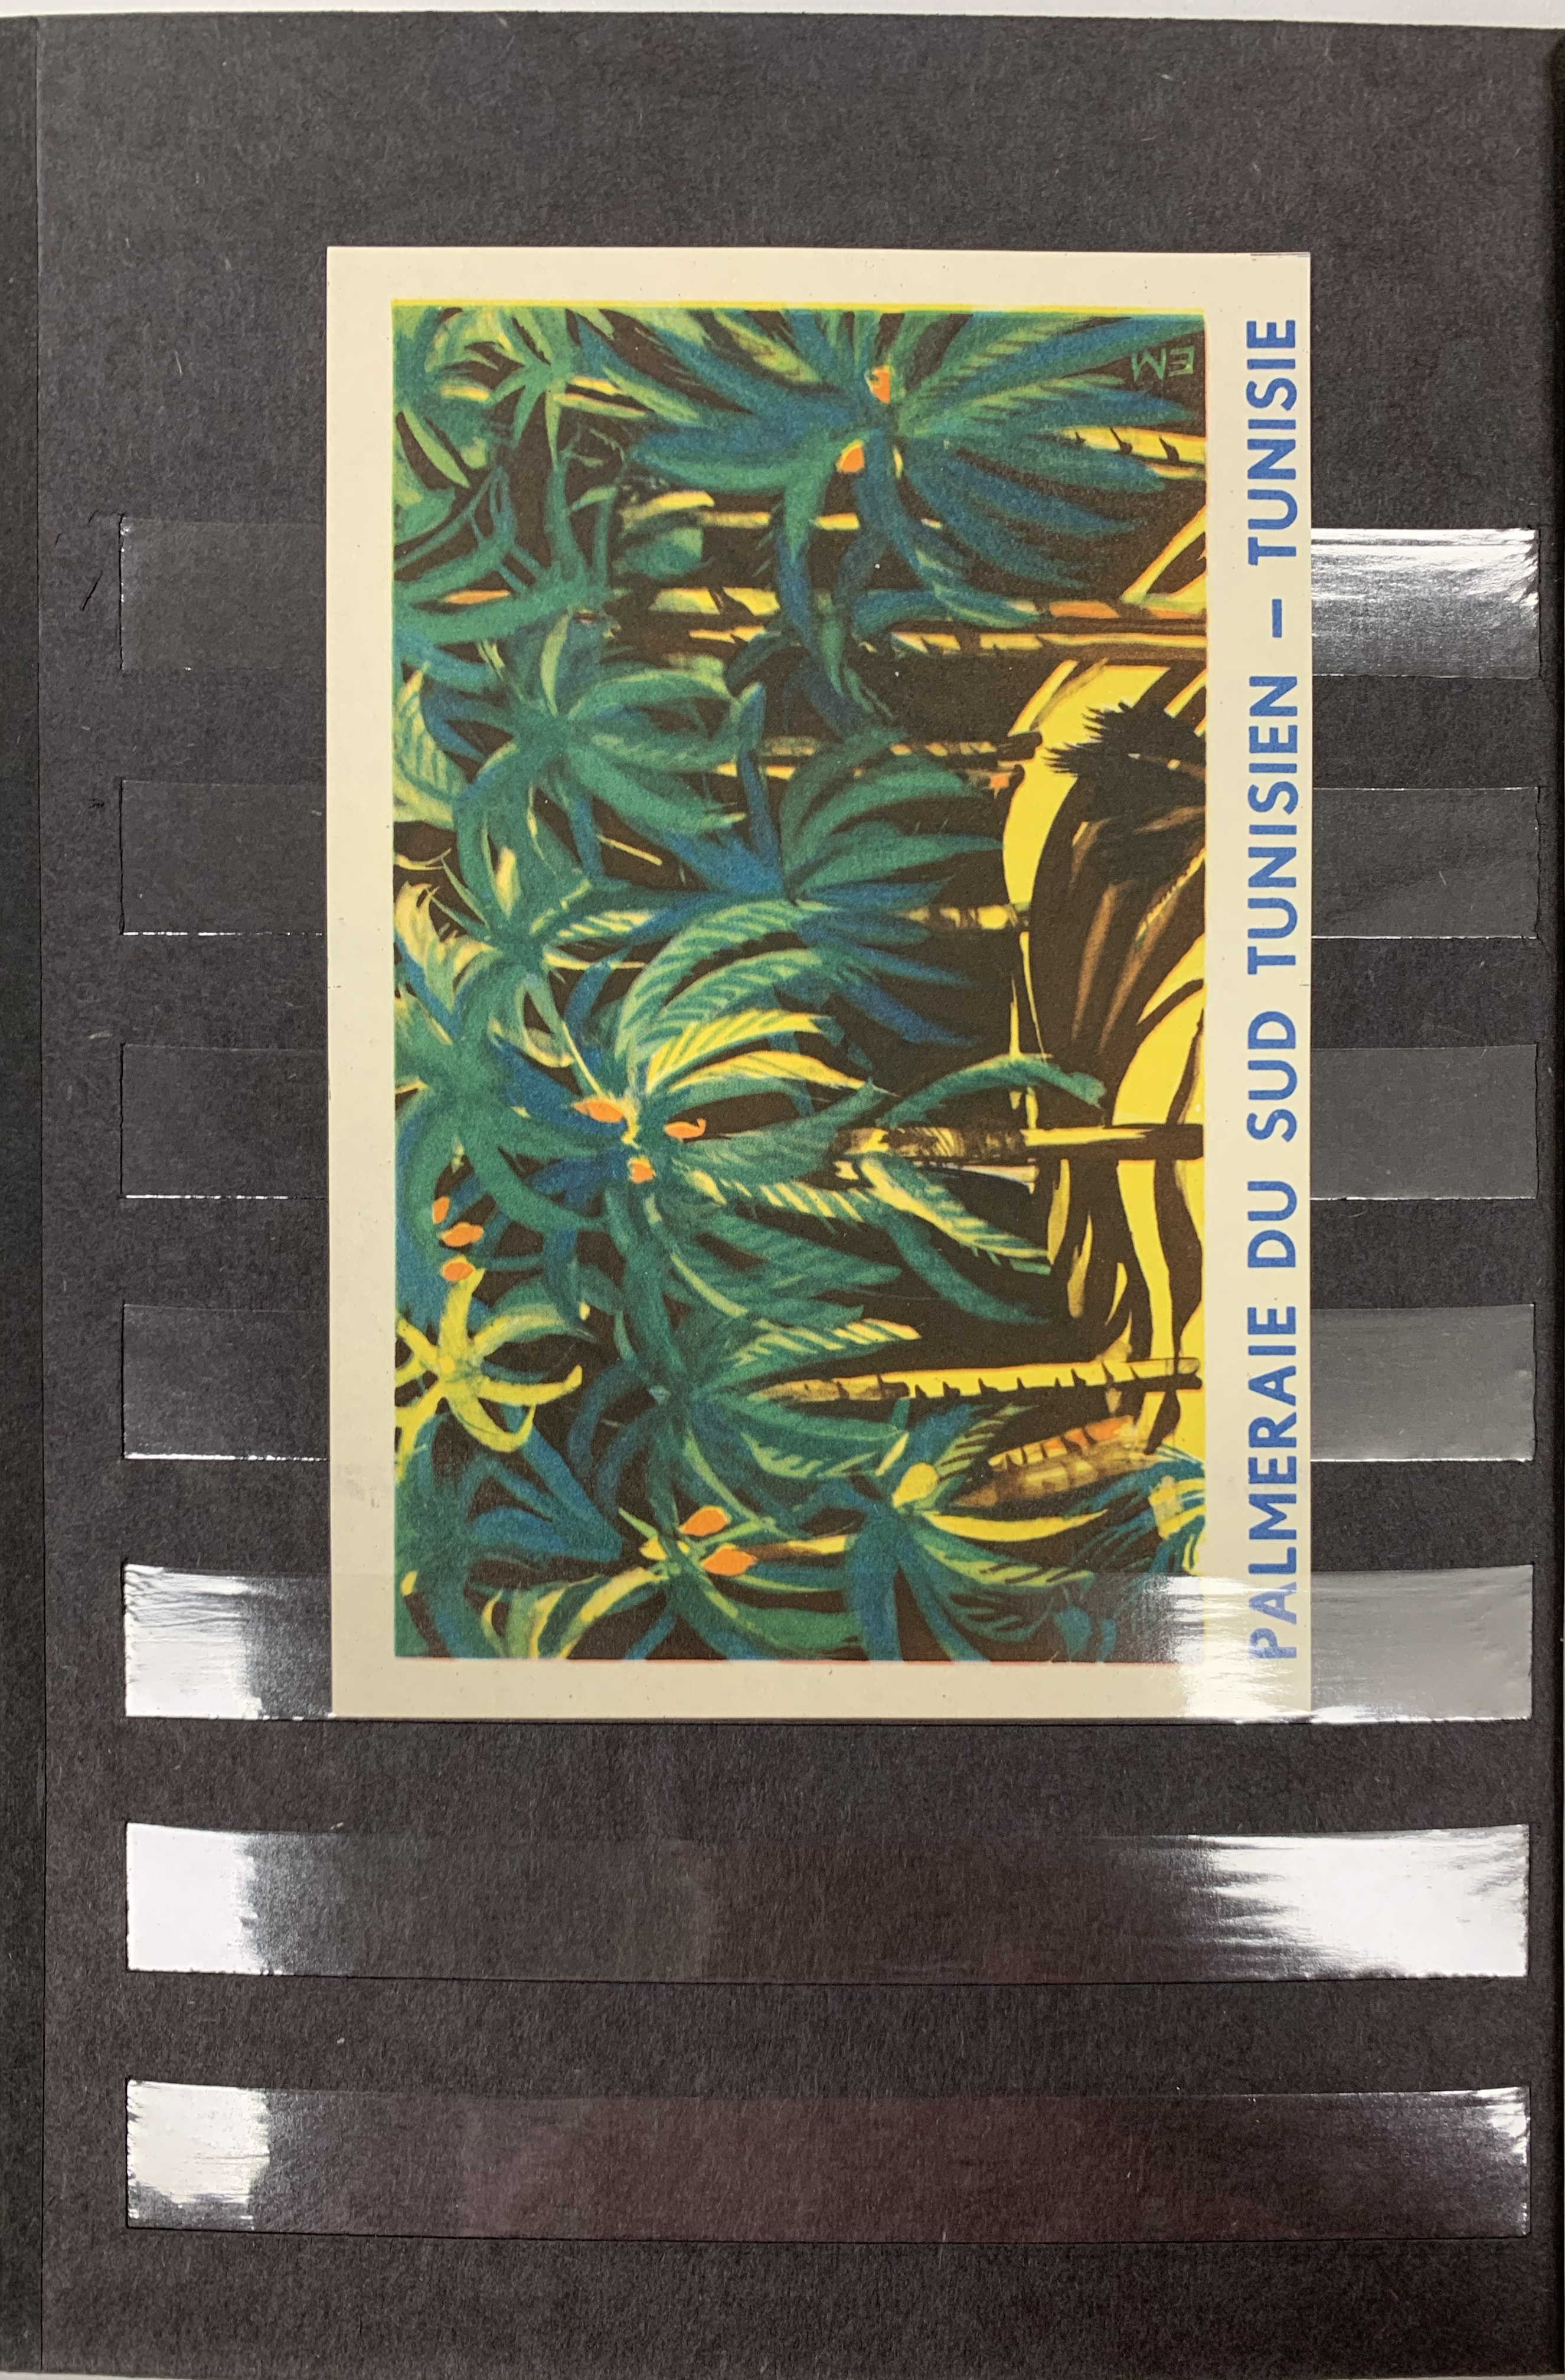 EM
PALMERAIE DU SUD TUNISIEN – TUNISIE